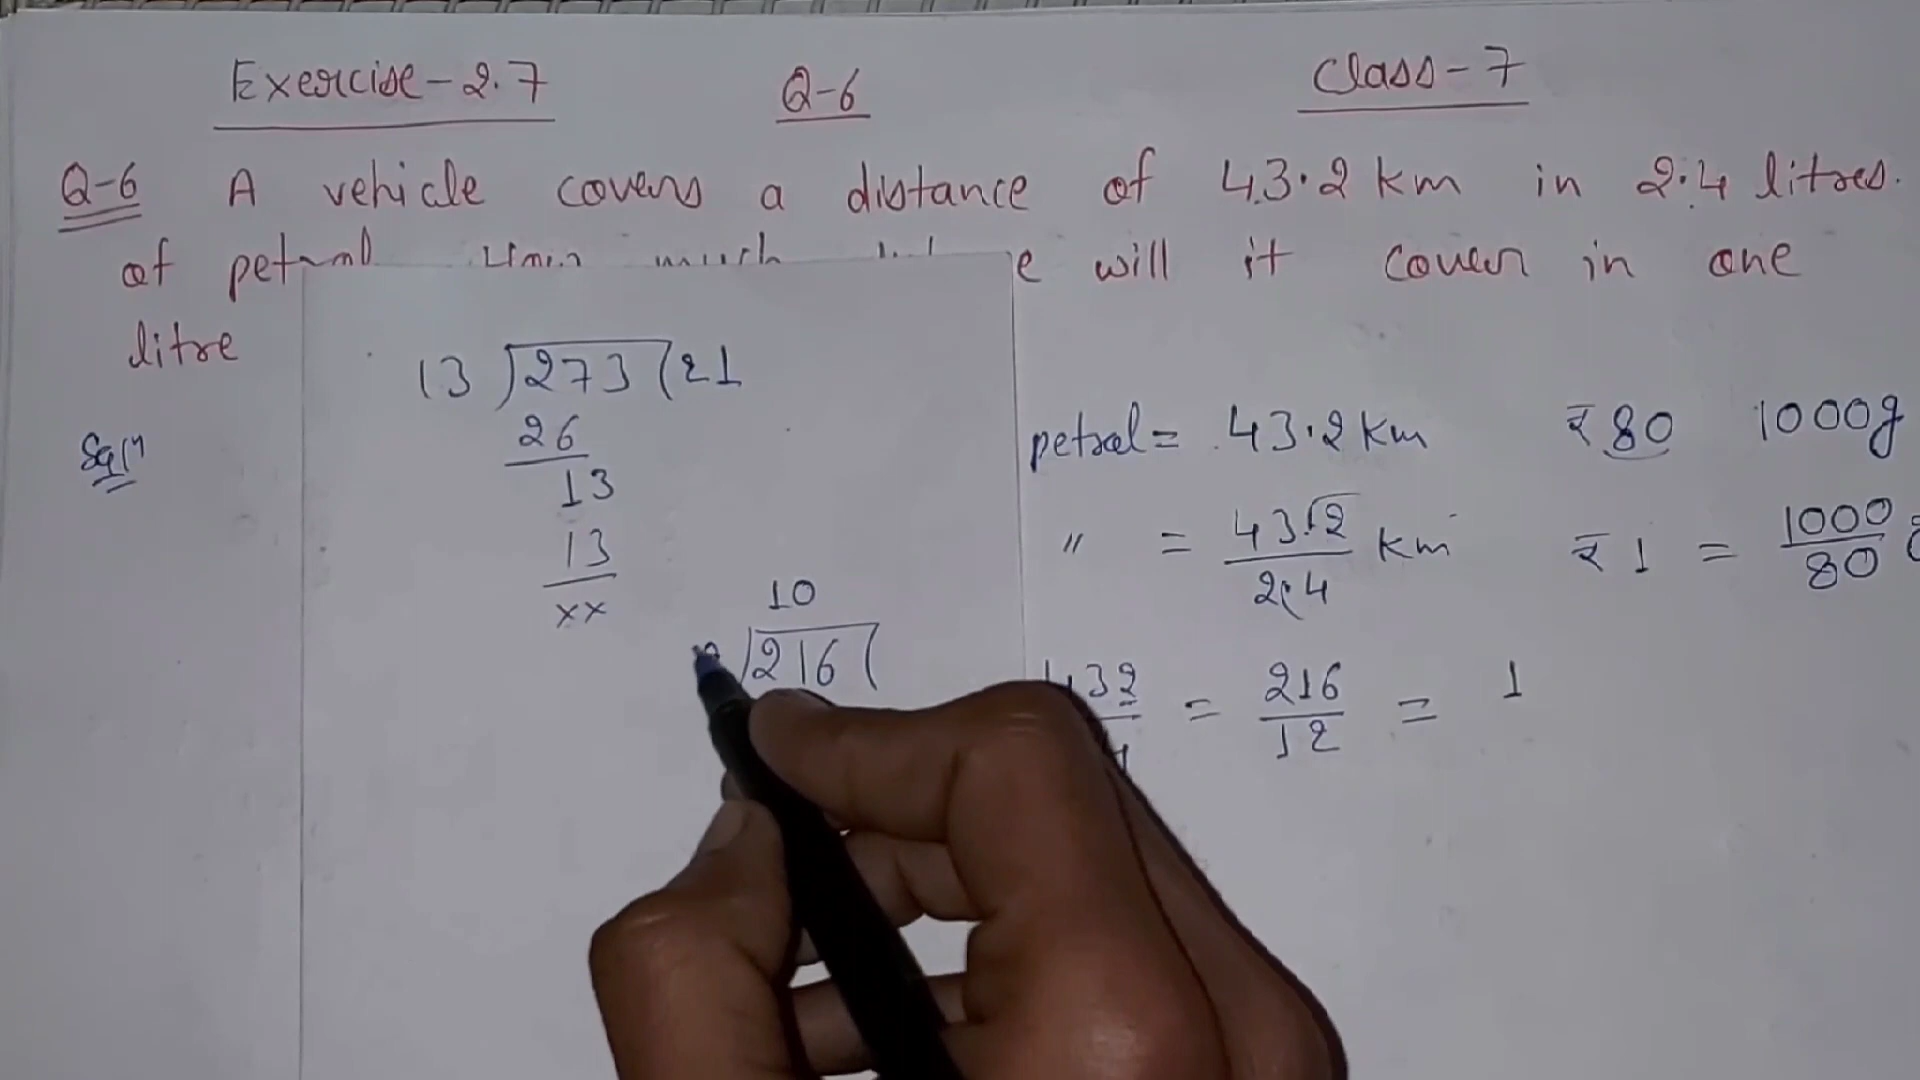 Exercise-2.7 Q-6 Class-7
Q-6 A vehicle covers a distance of 43.2 km in 2.4 litres.
of petrol will it cover in one
litre
Soln
13)273(21
26
13
13
xx
10
)216(
petrol = 43.2 km ₹80 1000g
" = 43.2/2.4 km ₹1 = 1000/80
432 = 216/12 = 1